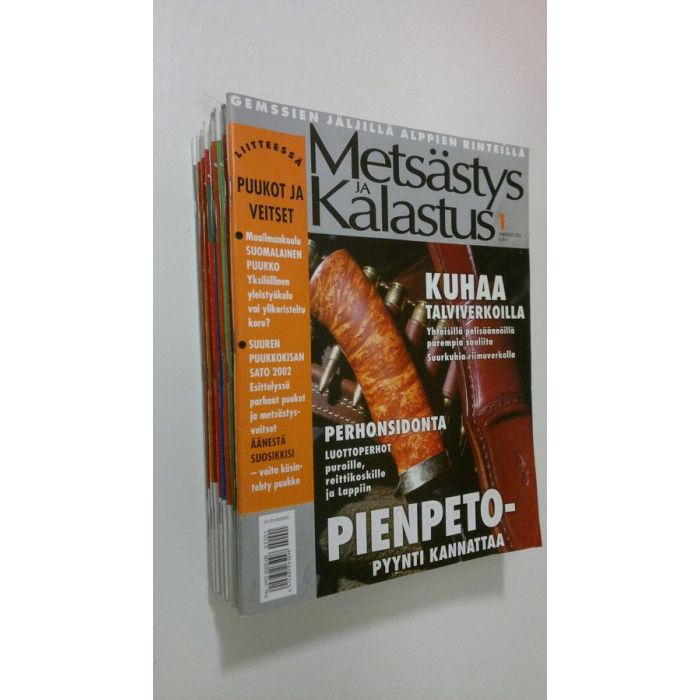 GEMSSIEN JÄLJILLÄ ALPPIEN RINTEILLÄ
LIITTEESSÄ
PUUKOT JA
VEITSET
• Maailmankuulu
SUOMALAINEN
PUUKKO
Yksilöllinen
yleistyökalu
vai ylikoristeltu
koru?
• SUUREN
PUUKKOKISAN
SATO 2002
Esittelyssä
parhaat puukot
ja metsästys-
veitset
ÄÄNESTÄ
SUOSIKKISI
– voita käsin-
tehty puukko
Metsästys
JA
Kalastus
1
KUHAA
TALVIVERKOILLA
Yhteisillä pelisäännöillä
parempia saaliita
Suurkuhia riimuverkolla
PERHONSIDONTA
LUOTTOPERHOT
puroille,
reittikoskille
ja Lappiin
PIENPETO-
PYYNTI KANNATTAA